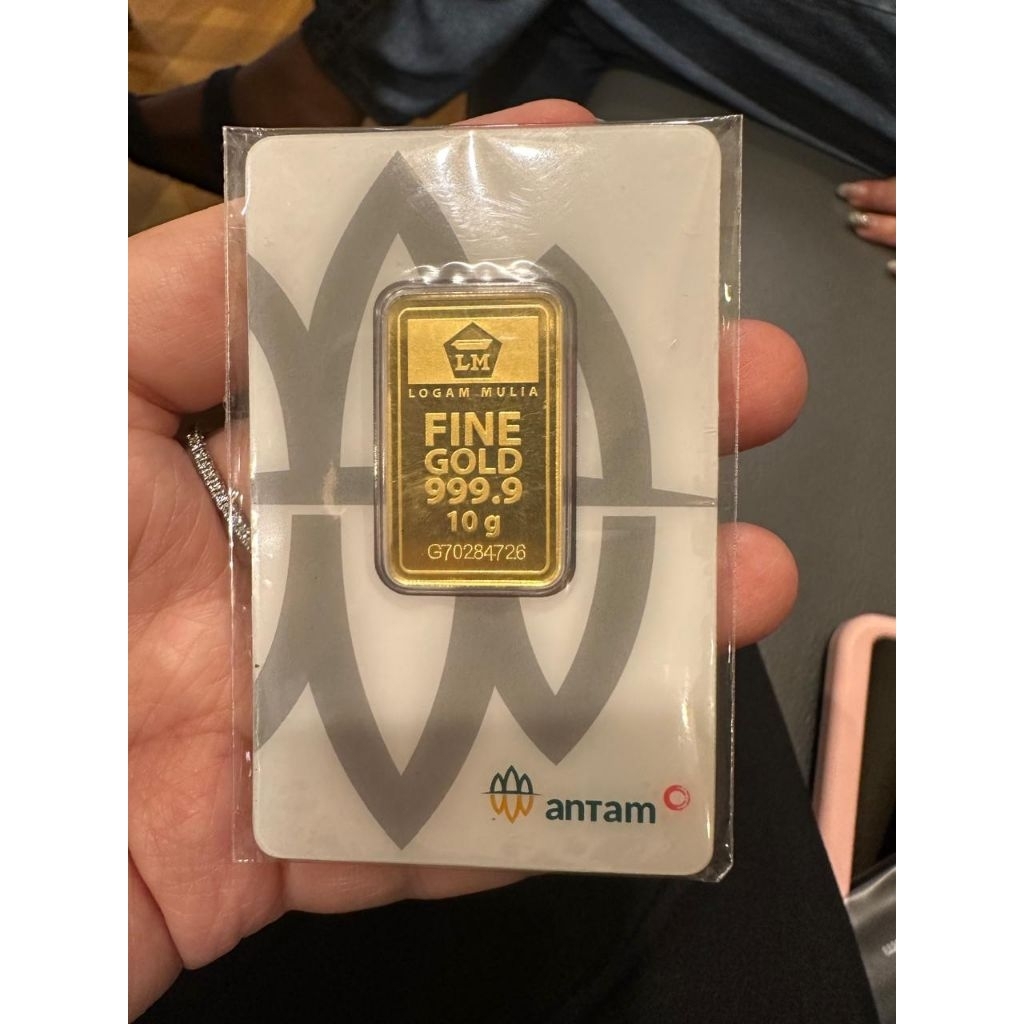 LM
LOGAM MULIA
FINE
GOLD
999.9
10 g
G70284726
antam